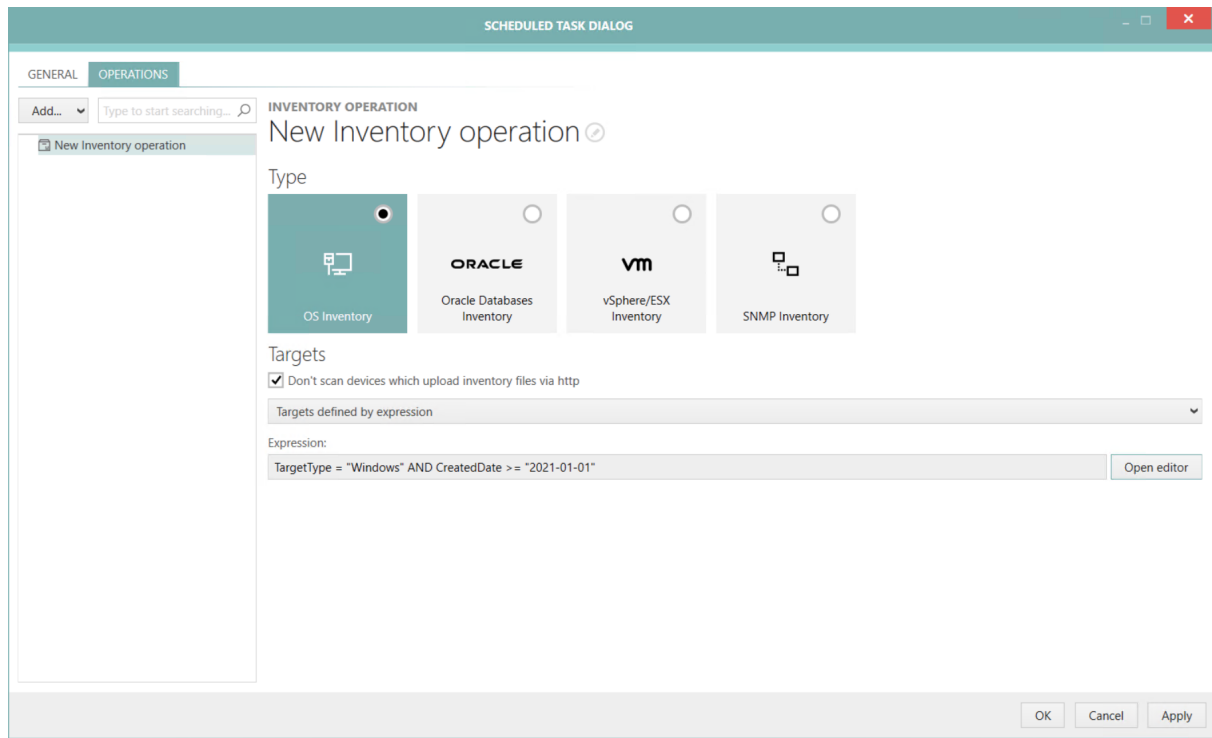 SCHEDULED TASK DIALOG
GENERAL
OPERATIONS
Add...
Type to start searching...
New Inventory operation
INVENTORY OPERATION
New Inventory operation
Type
OS Inventory
ORACLE
Oracle Databases
Inventory
vm
vSphere/ESX
Inventory
SNMP Inventory
Targets
Don't scan devices which upload inventory files via http
Targets defined by expression
Expression:
TargetType = "Windows" AND CreatedDate >= "2021-01-01"
Open editor
OK
Cancel
Apply